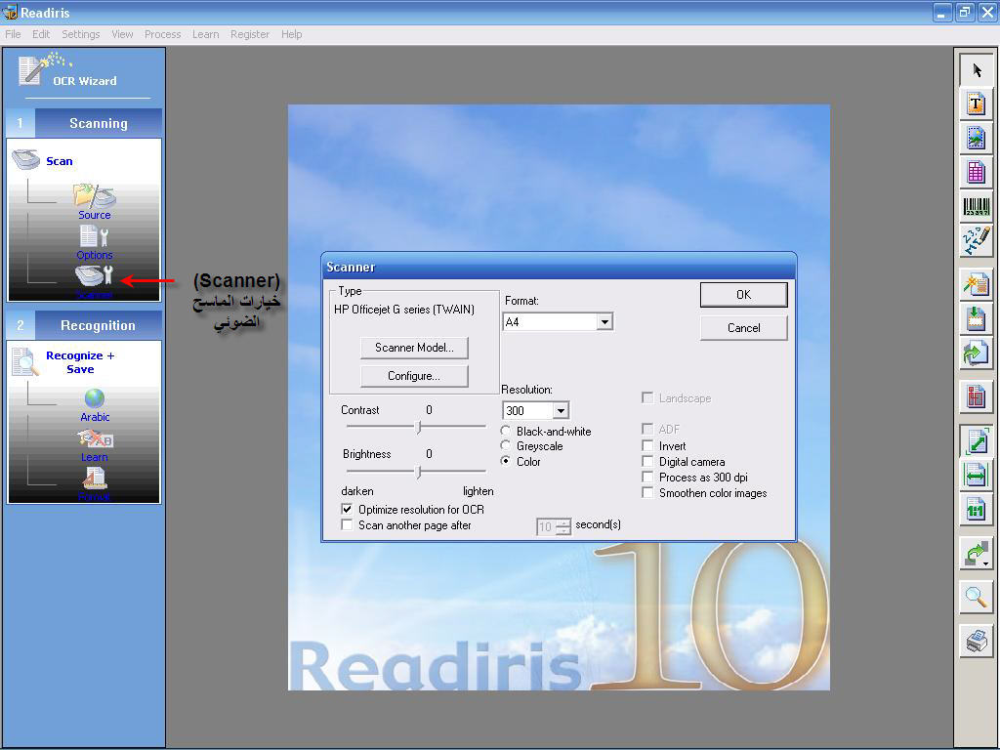 Readiris
File Edit Settings View Process Learn Register Help
OCR Wizard
1 Scanning
Scan
Source
Options
Scanner
2 Recognition
Recognize +
Save
Arabic
Learn
Format
(Scanner)
خيارات الماسح
الضوئي
Scanner
Type
HP Officejet G series (TWAIN)
Scanner Model...
Configure...
Format:
A4
OK
Cancel
Contrast 0
Brightness 0
darken lighten
Resolution:
300
Black-and-white
Greyscale
Color
Landscape
ADF
Invert
Digital camera
Process as 300 dpi
Smoothen color images
Optimize resolution for OCR
Scan another page after 10 second(s)
Readiris 10
T
1:1